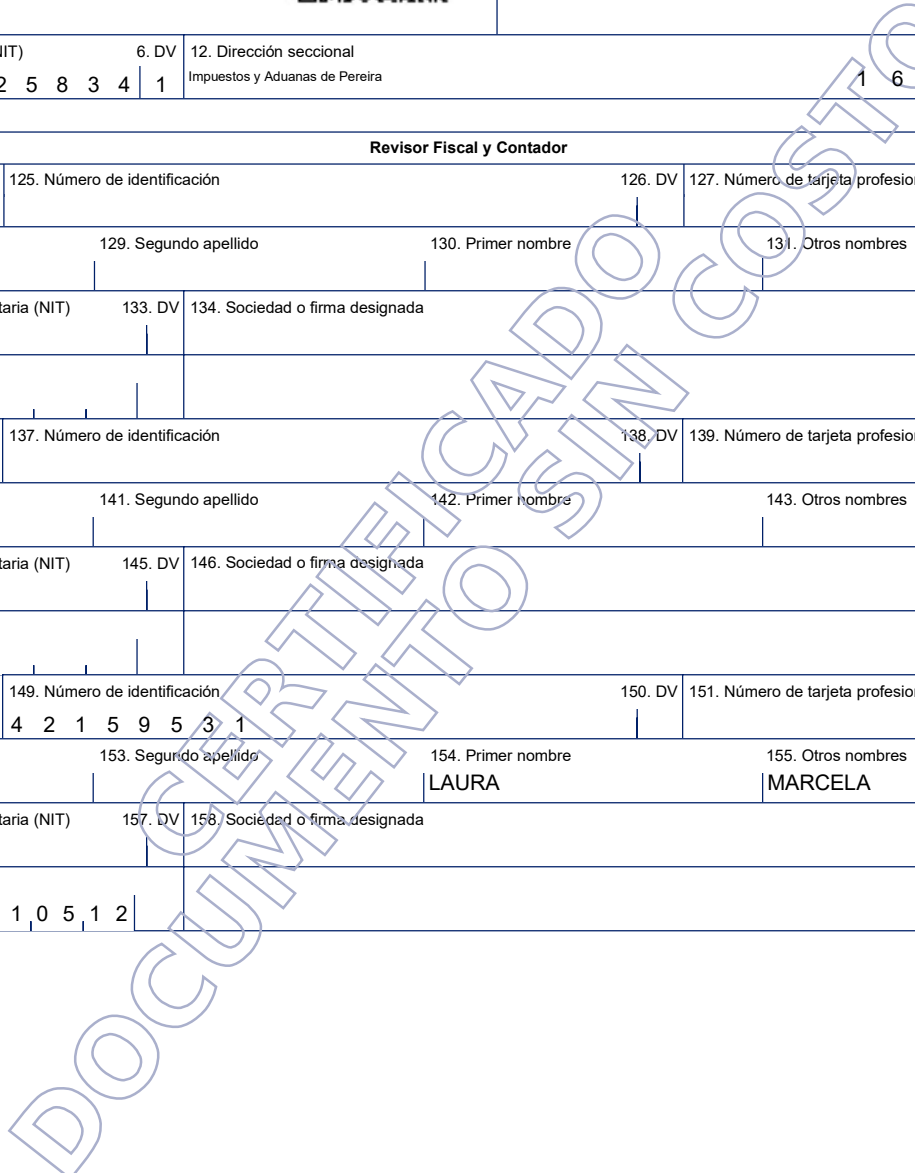 NIT) 6. DV 12. Dirección seccional
2 5 8 3 4 1 Impuestos y Aduanas de Pereira 1 6
Revisor Fiscal y Contador
125. Número de identificación 126. DV 127. Número de tarjeta profesion
129. Segundo apellido 130. Primer nombre 131. Otros nombres
taria (NIT) 133. DV 134. Sociedad o firma designada
137. Número de identificación 138. DV 139. Número de tarjeta profesion
141. Segundo apellido 142. Primer nombre 143. Otros nombres
taria (NIT) 145. DV 146. Sociedad o firma designada
149. Número de identificación 150. DV 151. Número de tarjeta profesion
4 2 1 5 9 5 3 1
153. Segundo apellido 154. Primer nombre 155. Otros nombres
LAURA MARCELA
taria (NIT) 157. DV 158. Sociedad o firma designada
1 0 5 1 2
CERTIFICADO
DOCUMENTO SIN COSTO